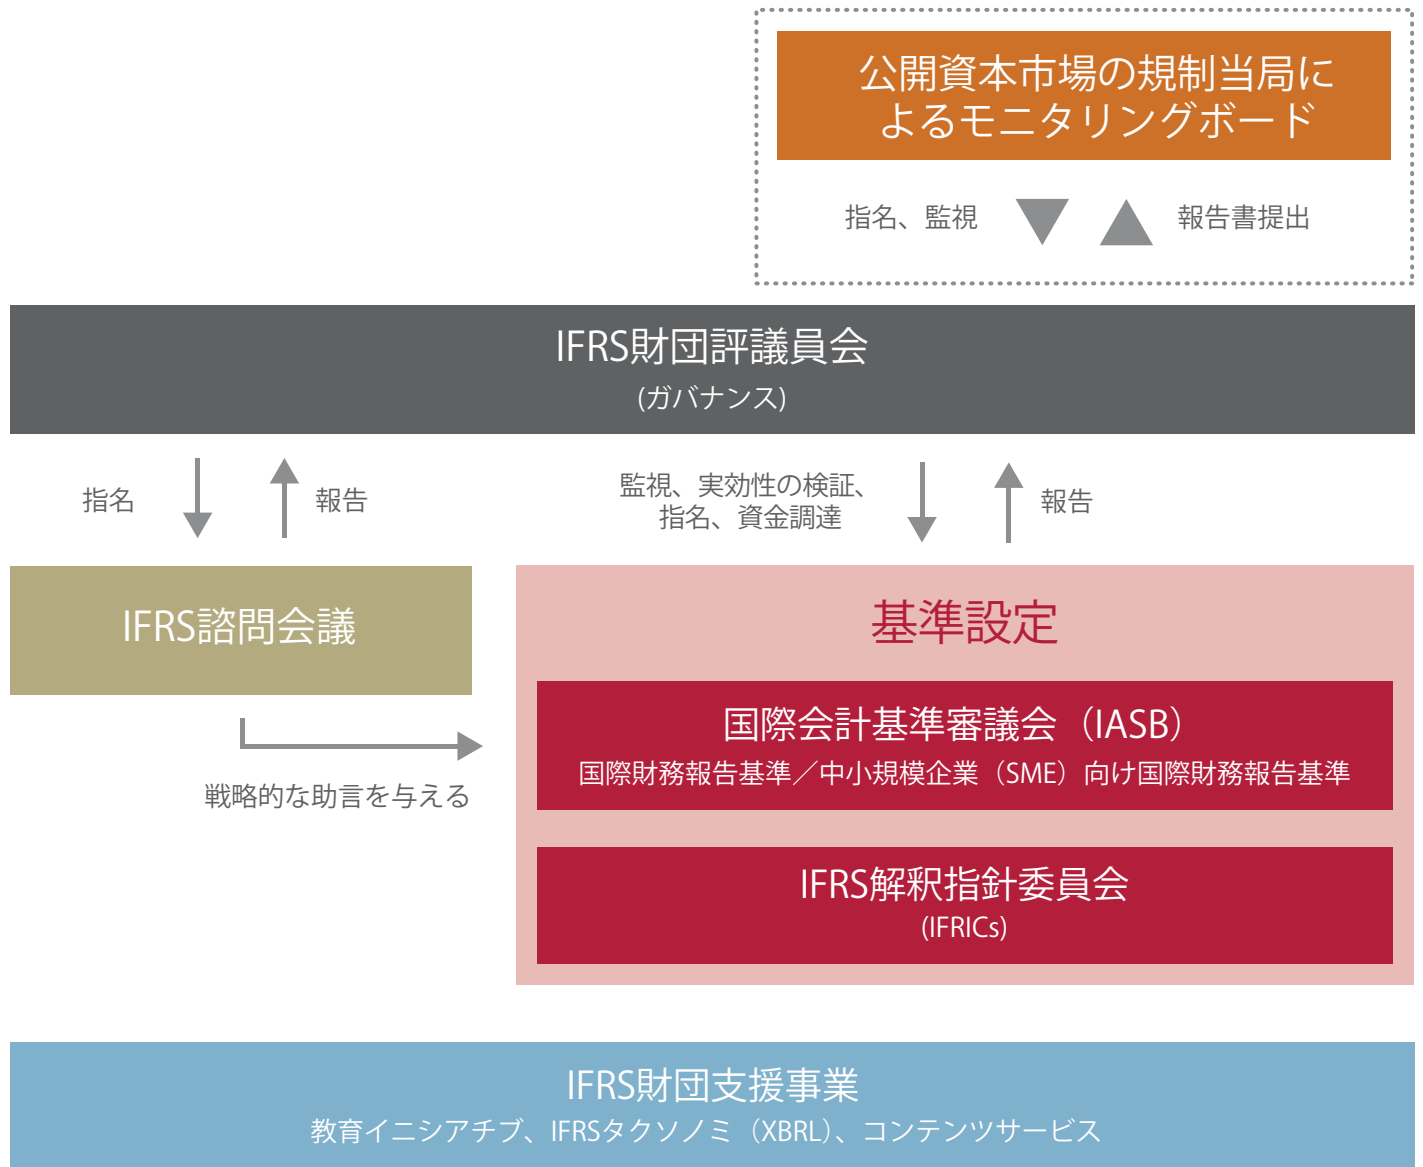 公開資本市場の規制当局に
よるモニタリングボード
指名、監視
報告書提出
IFRS財団評議員会
(ガバナンス)
指名
報告
監視、実効性の検証、
指名、資金調達
報告
IFRS諮問会議
基準設定
国際会計基準審議会（IASB）
国際財務報告基準／中小規模企業（SME）向け国際財務報告基準
戦略的な助言を与える
IFRS解釈指針委員会
(IFRICs)
IFRS財団支援事業
教育イニシアチブ、IFRSタクソノミ（XBRL）、コンテンツサービス